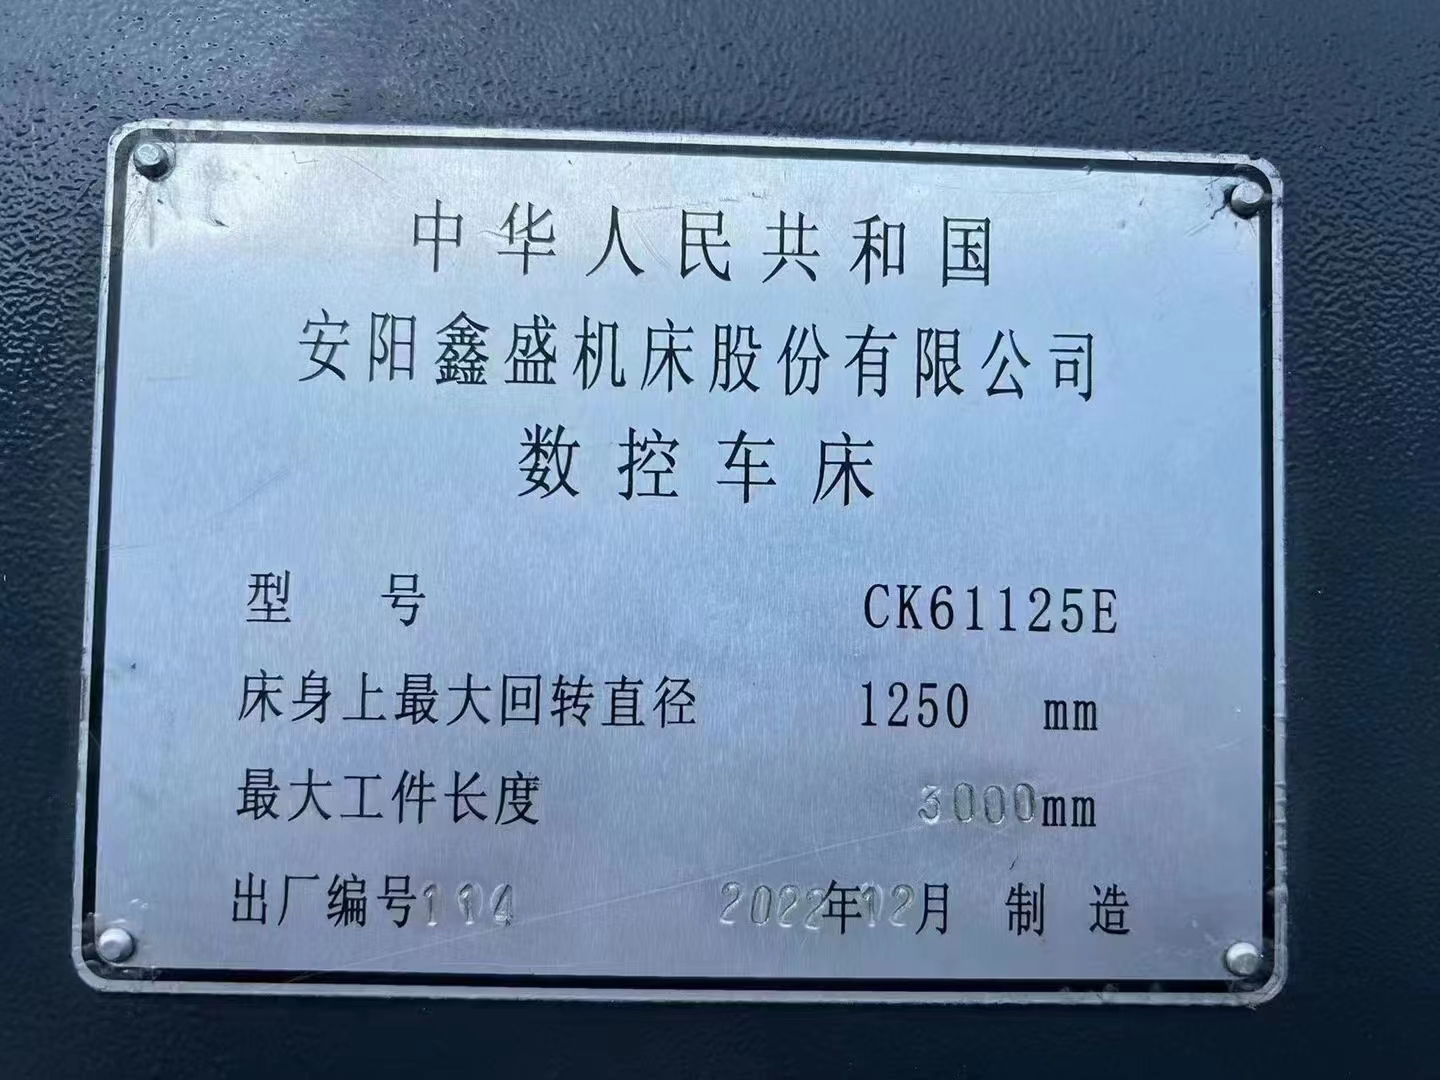 中华人民共和国
安阳鑫盛机床股份有限公司
数控车床
型 号 CK61125E
床身上最大回转直径 1250 mm
最大工件长度 3000mm
出厂编号114 2022年12月 制 造